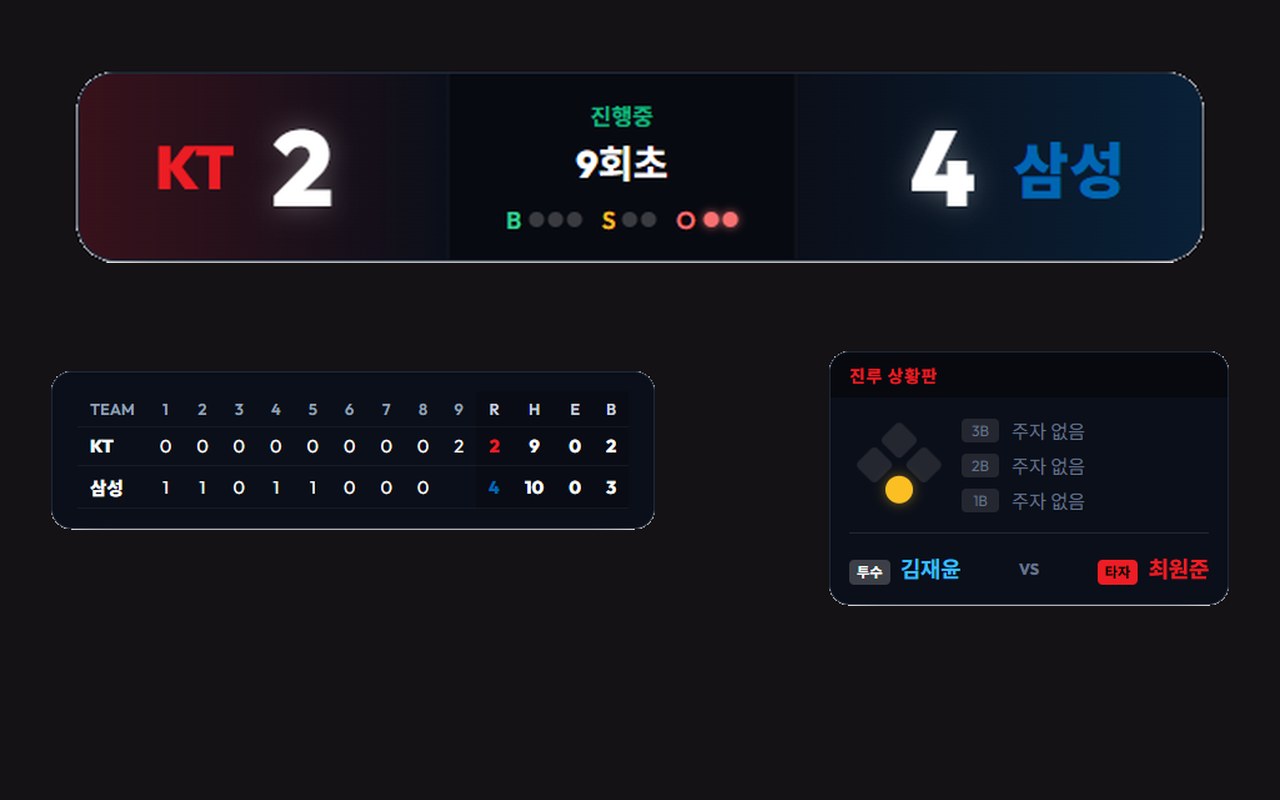 진행중
KT 2 9회초 4 삼성
B S O
TEAM 1 2 3 4 5 6 7 8 9 R H E B
KT 0 0 0 0 0 0 0 0 2 2 9 0 2
삼성 1 1 0 1 1 0 0 0 4 10 0 3
진루 상황판
3B 주자 없음
2B 주자 없음
1B 주자 없음
투수 김재윤 VS 타자 최원준